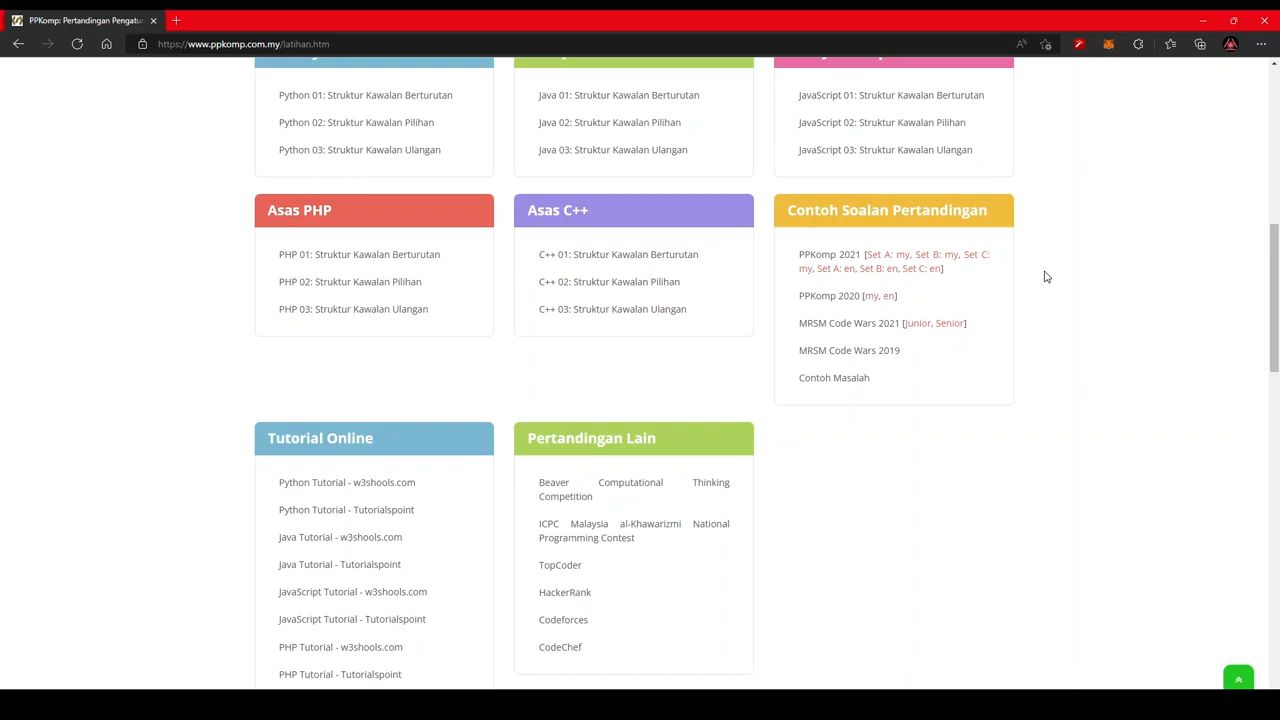 PPKomp: Pertandingan Pengatur
https://www.ppkomp.com.my/latihan.htm
Python 01: Struktur Kawalan Berturutan
Python 02: Struktur Kawalan Pilihan
Python 03: Struktur Kawalan Ulangan
Java 01: Struktur Kawalan Berturutan
Java 02: Struktur Kawalan Pilihan
Java 03: Struktur Kawalan Ulangan
JavaScript 01: Struktur Kawalan Berturutan
JavaScript 02: Struktur Kawalan Pilihan
JavaScript 03: Struktur Kawalan Ulangan
Asas PHP
PHP 01: Struktur Kawalan Berturutan
PHP 02: Struktur Kawalan Pilihan
PHP 03: Struktur Kawalan Ulangan
Asas C++
C++ 01: Struktur Kawalan Berturutan
C++ 02: Struktur Kawalan Pilihan
C++ 03: Struktur Kawalan Ulangan
Contoh Soalan Pertandingan
PPKomp 2021 [Set A: my, Set B: my, Set C:
my, Set A: en, Set B: en, Set C: en]
PPKomp 2020 [my, en]
MRSM Code Wars 2021 [Junior, Senior]
MRSM Code Wars 2019
Contoh Masalah
Tutorial Online
Python Tutorial - w3shools.com
Python Tutorial - Tutorialspoint
Java Tutorial - w3shools.com
Java Tutorial - Tutorialspoint
JavaScript Tutorial - w3shools.com
JavaScript Tutorial - Tutorialspoint
PHP Tutorial - w3shools.com
PHP Tutorial - Tutorialspoint
Pertandingan Lain
Beaver Computational Thinking
Competition
ICPC Malaysia al-Khawarizmi National
Programming Contest
TopCoder
HackerRank
Codeforces
CodeChef